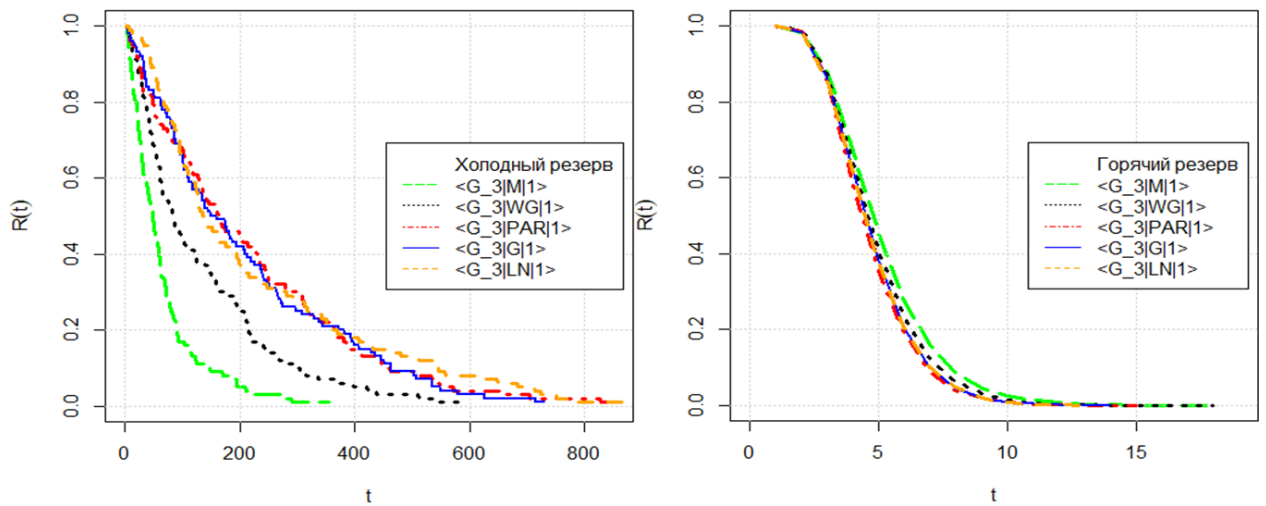 R(t)
1.0
0.8
0.6
0.4
0.2
0.0
0 200 400 600 800
t
Холодный резерв
<G_3|M|1>
<G_3|WG|1>
<G_3|PAR|1>
<G_3|G|1>
<G_3|LN|1>
R(t)
1.0
0.8
0.6
0.4
0.2
0.0
0 5 10 15
t
Горячий резерв
<G_3|M|1>
<G_3|WG|1>
<G_3|PAR|1>
<G_3|G|1>
<G_3|LN|1>